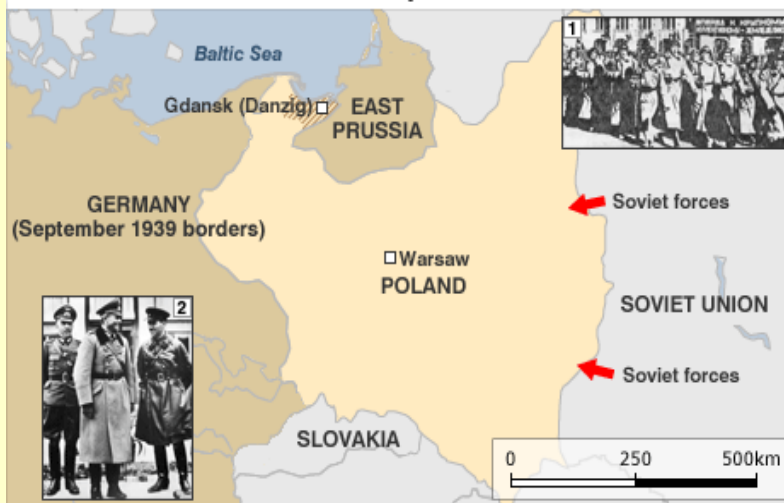 1
Baltic Sea
Gdansk (Danzig)
EAST
PRUSSIA
GERMANY
(September 1939 borders)
Soviet forces
Warsaw
POLAND
SOVIET UNION
2
Soviet forces
SLOVAKIA
0 250 500km